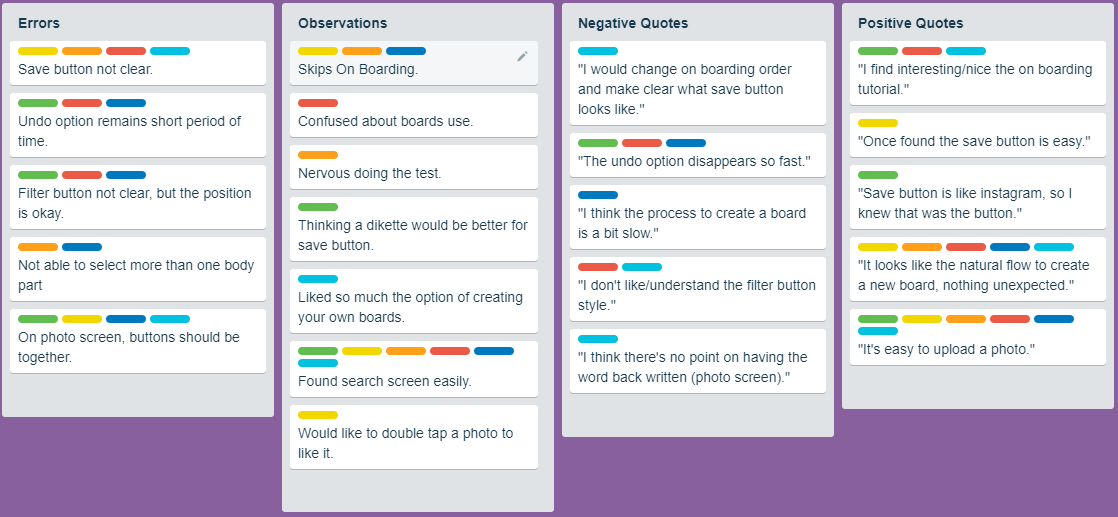 Errors
Save button not clear.
Undo option remains short period of
time.
Filter button not clear, but the position
is okay.
Not able to select more than one body
part
On photo screen, buttons should be
together.
Observations
Skips On Boarding.
Confused about boards use.
Nervous doing the test.
Thinking a dikette would be better for
save button.
Liked so much the option of creating
your own boards.
Found search screen easily.
Would like to double tap a photo to
like it.
Negative Quotes
"I would change on boarding order
and make clear what save button
looks like."
"The undo option disappears so fast."
"I think the process to create a board
is a bit slow."
"I don't like/understand the filter button
style."
"I think there's no point on having the
word back written (photo screen)."
Positive Quotes
"I find interesting/nice the on boarding
tutorial."
"Once found the save button is easy."
"Save button is like instagram, so I
knew that was the button."
"It looks like the natural flow to create
a new board, nothing unexpected."
"It's easy to upload a photo."